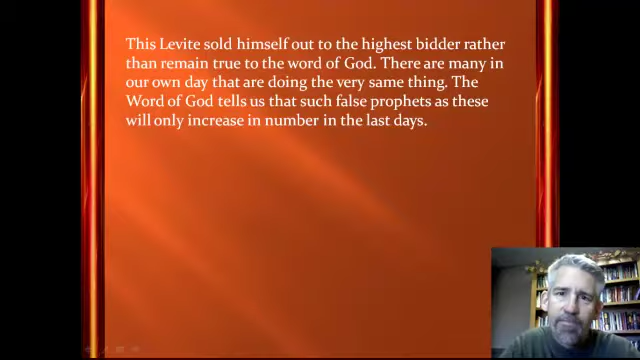 This Levite sold himself out to the highest bidder rather
than remain true to the word of God. There are many in
our own day that are doing the very same thing. The
Word of God tells us that such false prophets as these
will only increase in number in the last days.